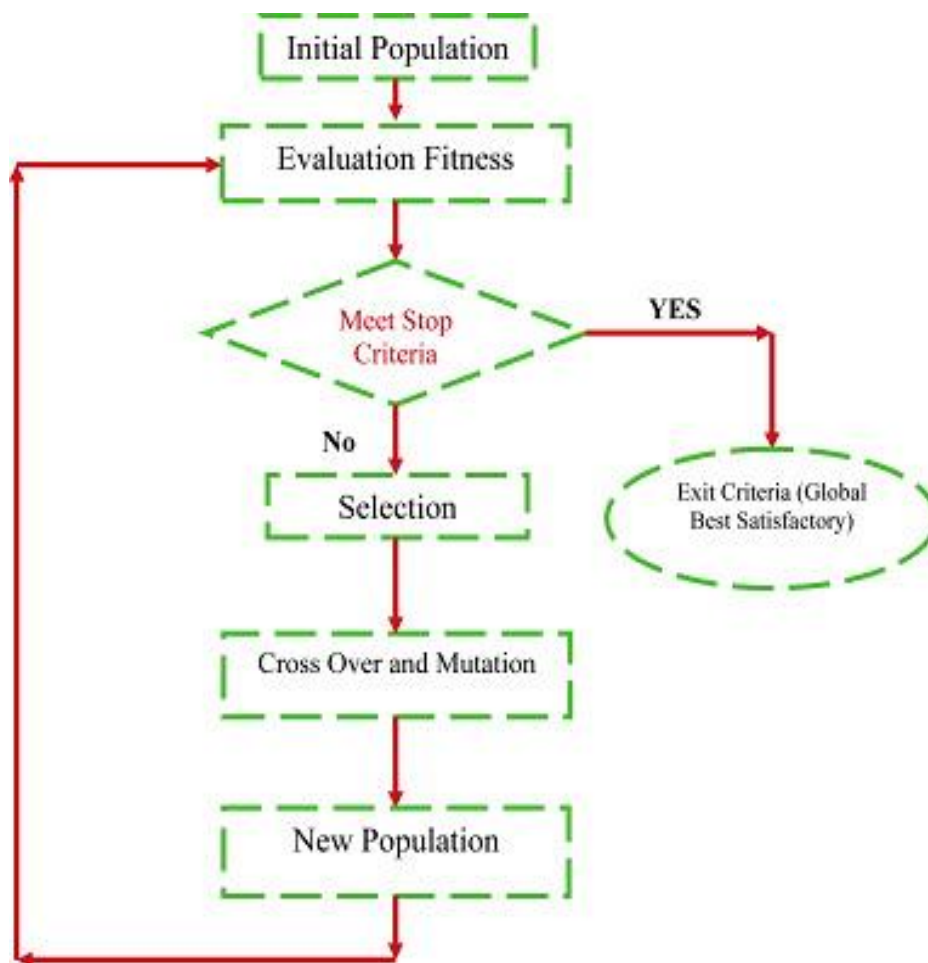 Initial Population
Evaluation Fitness
Meet Stop
Criteria
YES
No
Selection
Exit Criteria (Global
Best Satisfactory)
Cross Over and Mutation
New Population